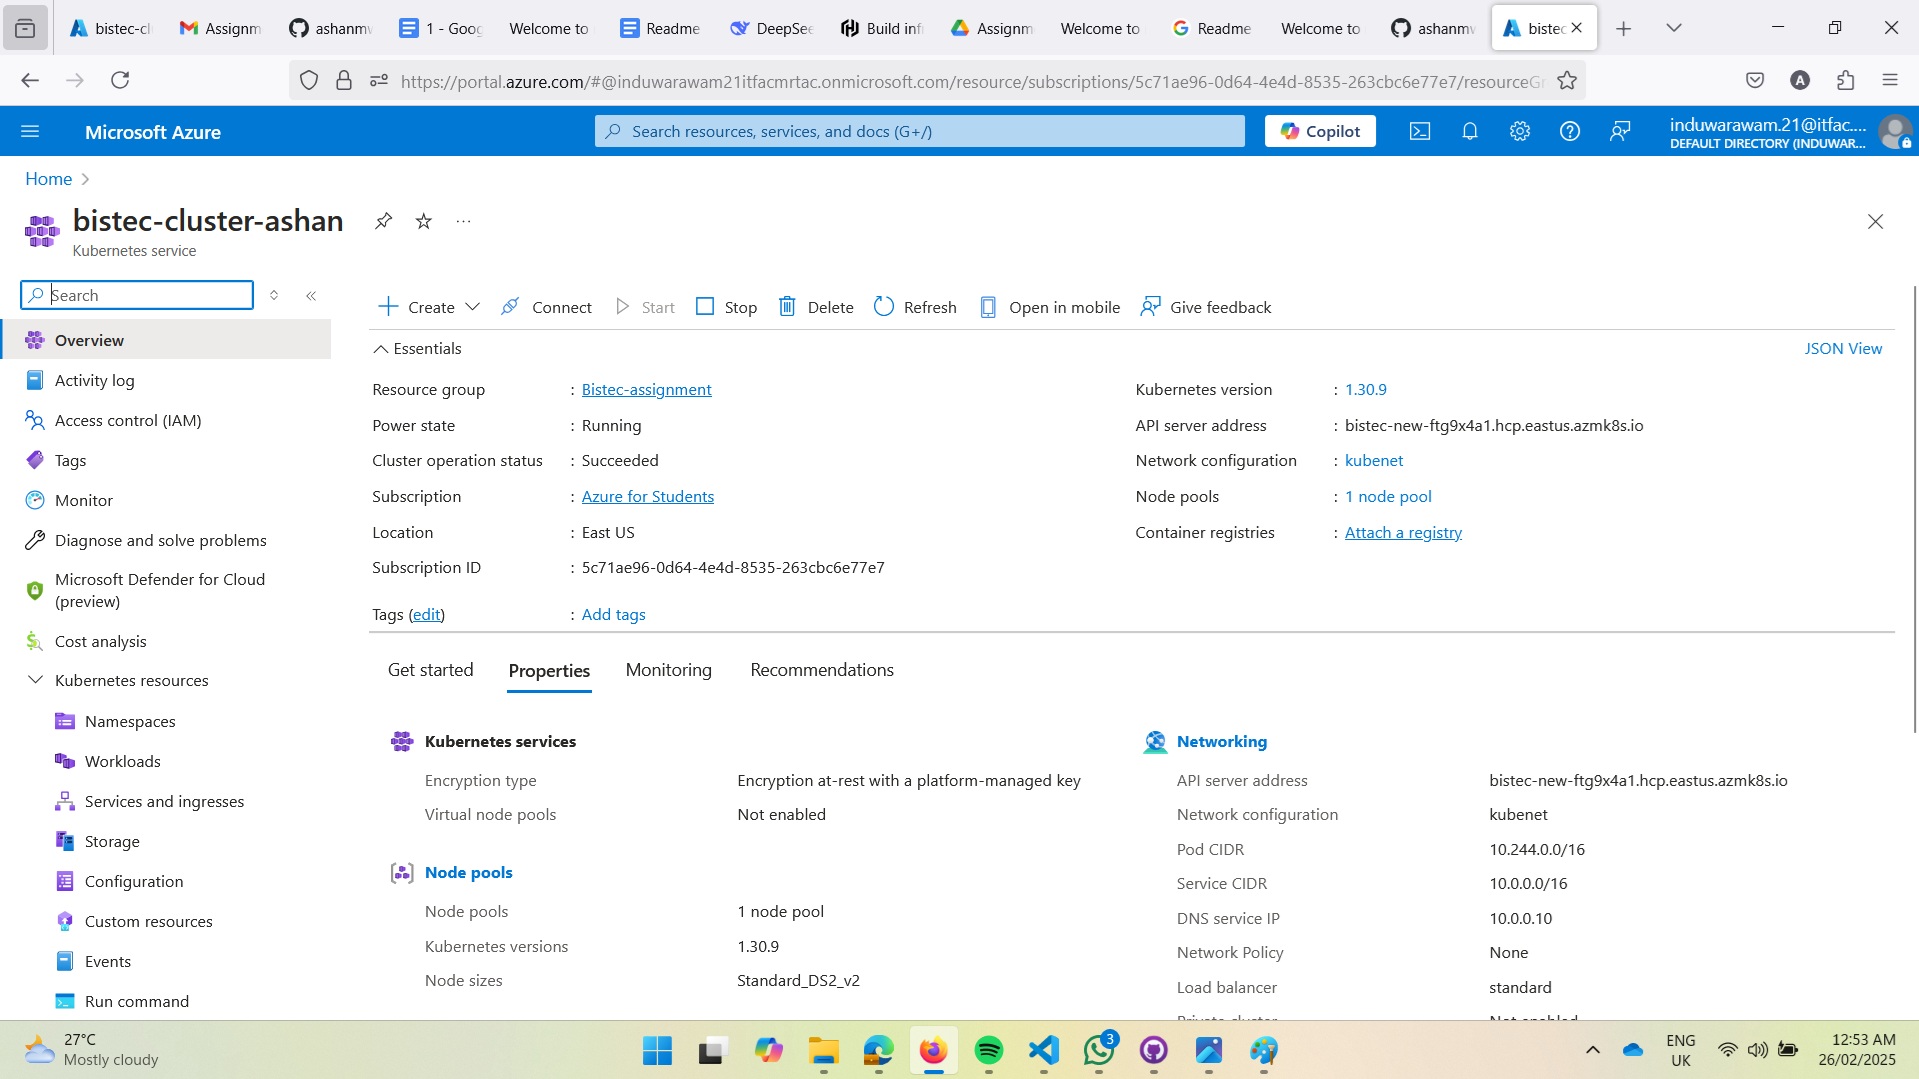 bistec-cl
Assignm
ashanmw
1 - Goog
Welcome to
Readme
DeepSee
Build infr
Assignm
Welcome to
Readme
Welcome to
ashanmw
bistec
https://portal.azure.com/#@induwarawam21itfacmrtac.onmicrosoft.com/resource/subscriptions/5c71ae96-0d64-4e4d-8535-263cbc6e77e7/resourceGr
A
Microsoft Azure
Search resources, services, and docs (G+/)
Copilot
induwarawam.21@itfac....
DEFAULT DIRECTORY (INDUWAR...
Home
bistec-cluster-ashan
Kubernetes service
Search
Overview
Activity log
Access control (IAM)
Tags
Monitor
Diagnose and solve problems
Microsoft Defender for Cloud
(preview)
Cost analysis
Kubernetes resources
Namespaces
Workloads
Services and ingresses
Storage
Configuration
Custom resources
Events
Run command
Create
Connect
Start
Stop
Delete
Refresh
Open in mobile
Give feedback
Essentials
JSON View
Resource group : Bistec-assignment
Power state : Running
Cluster operation status : Succeeded
Subscription : Azure for Students
Location : East US
Subscription ID : 5c71ae96-0d64-4e4d-8535-263cbc6e77e7
Tags (edit) : Add tags
Kubernetes version : 1.30.9
API server address : bistec-new-ftg9x4a1.hcp.eastus.azmk8s.io
Network configuration : kubenet
Node pools : 1 node pool
Container registries : Attach a registry
Get started
Properties
Monitoring
Recommendations
Kubernetes services
Encryption type Encryption at-rest with a platform-managed key
Virtual node pools Not enabled
Node pools
Node pools 1 node pool
Kubernetes versions 1.30.9
Node sizes Standard_DS2_v2
Networking
API server address bistec-new-ftg9x4a1.hcp.eastus.azmk8s.io
Network configuration kubenet
Pod CIDR 10.244.0.0/16
Service CIDR 10.0.0.0/16
DNS service IP 10.0.0.10
Network Policy None
Load balancer standard
Private cluster Not enabled
27°C
Mostly cloudy
3
ENG
UK
12:53 AM
26/02/2025